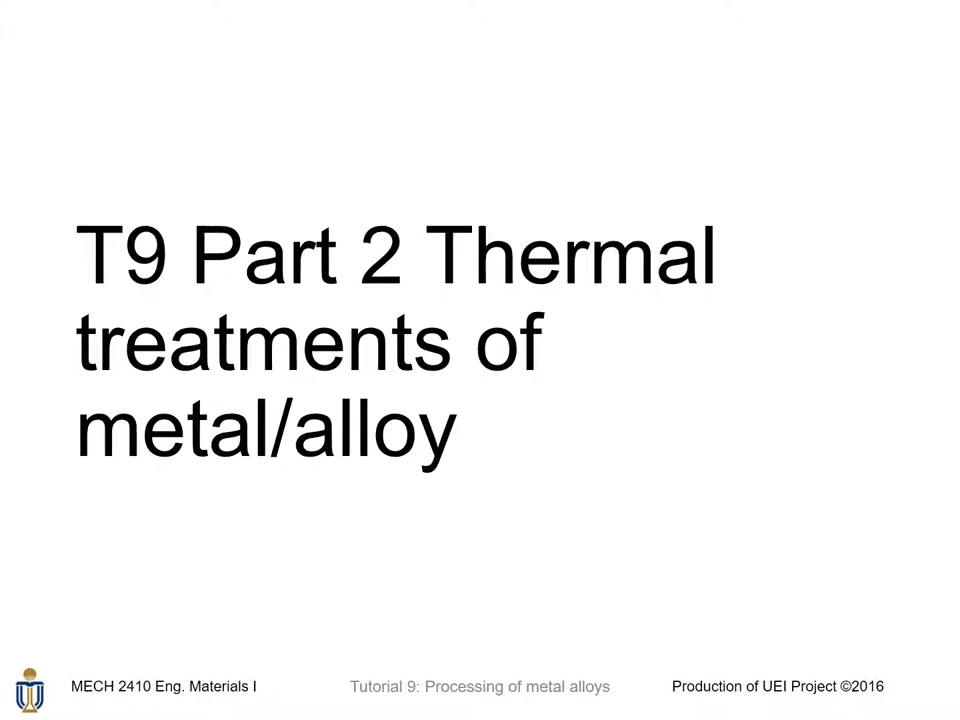 T9 Part 2 Thermal
treatments of
metal/alloy
MECH 2410 Eng. Materials I
Tutorial 9: Processing of metal alloys
Production of UEI Project ©2016